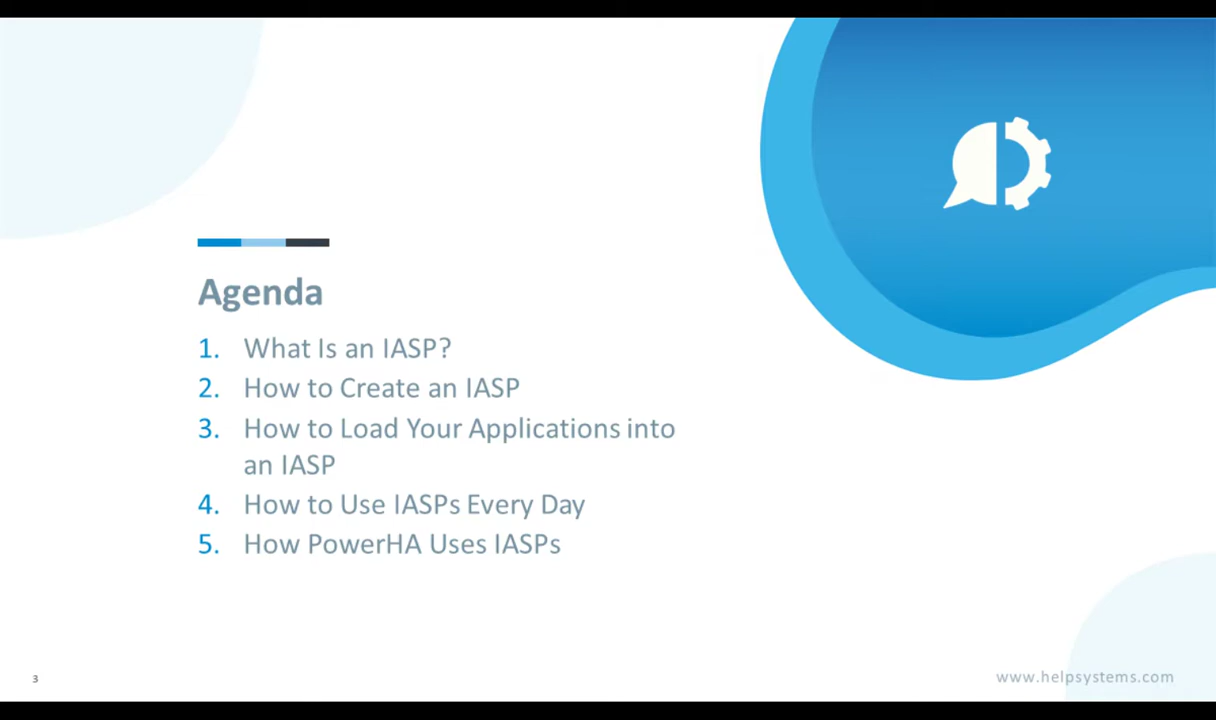 Agenda
1. What Is an IASP?
2. How to Create an IASP
3. How to Load Your Applications into
an IASP
4. How to Use IASPs Every Day
5. How PowerHA Uses IASPs
3
www.helpsystems.com